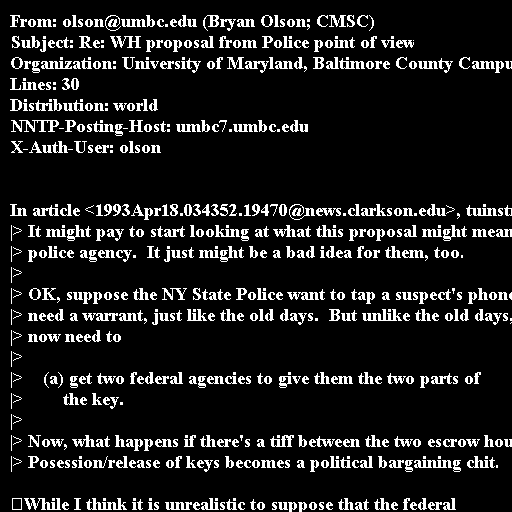 From: olson@umbc.edu (Bryan Olson; CMSC)
Subject: Re: WH proposal from Police point of view
Organization: University of Maryland, Baltimore County Campu
Lines: 30
Distribution: world
NNTP-Posting-Host: umbc7.umbc.edu
X-Auth-User: olson
In article <1993Apr18.034352.19470@news.clarkson.edu>, tuinstr
|> It might pay to start looking at what this proposal might mean
|> police agency.  It just might be a bad idea for them, too.
|>
|> OK, suppose the NY State Police want to tap a suspect's phone
|> need a warrant, just like the old days.  But unlike the old days,
|> now need to
|>
|>     (a) get two federal agencies to give them the two parts of
|>         the key.
|>
|> Now, what happens if there's a tiff between the two escrow hou
|> Posession/release of keys becomes a political bargaining chit.
While I think it is unrealistic to suppose that the federal